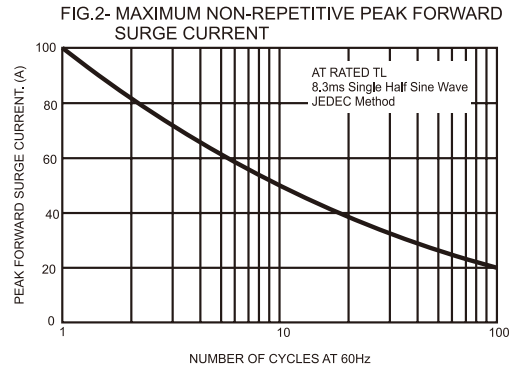 FIG.2- MAXIMUM NON-REPETITIVE PEAK FORWARD
SURGE CURRENT
PEAK FORWARD SURGE CURRENT. (A)
100
80
60
40
20
0
AT RATED TL
8.3ms Single Half Sine Wave
JEDEC Method
1
10
100
NUMBER OF CYCLES AT 60Hz